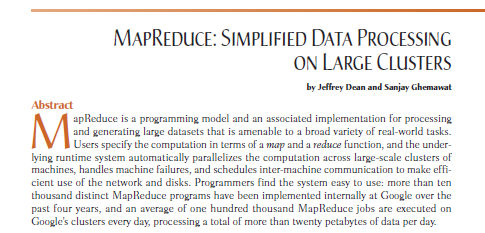 MAPREDUCE: SIMPLIFIED DATA PROCESSING
ON LARGE CLUSTERS
by Jeffrey Dean and Sanjay Ghemawat
Abstract
MapReduce is a programming model and an associated implementation for processing
and generating large datasets that is amenable to a broad variety of real-world tasks.
Users specify the computation in terms of a map and a reduce function, and the under-
lying runtime system automatically parallelizes the computation across large-scale clusters of
machines, handles machine failures, and schedules inter-machine communication to make effi-
cient use of the network and disks. Programmers find the system easy to use: more than ten
thousand distinct MapReduce programs have been implemented internally at Google over the
past four years, and an average of one hundred thousand MapReduce jobs are executed on
Google's clusters every day, processing a total of more than twenty petabytes of data per day.